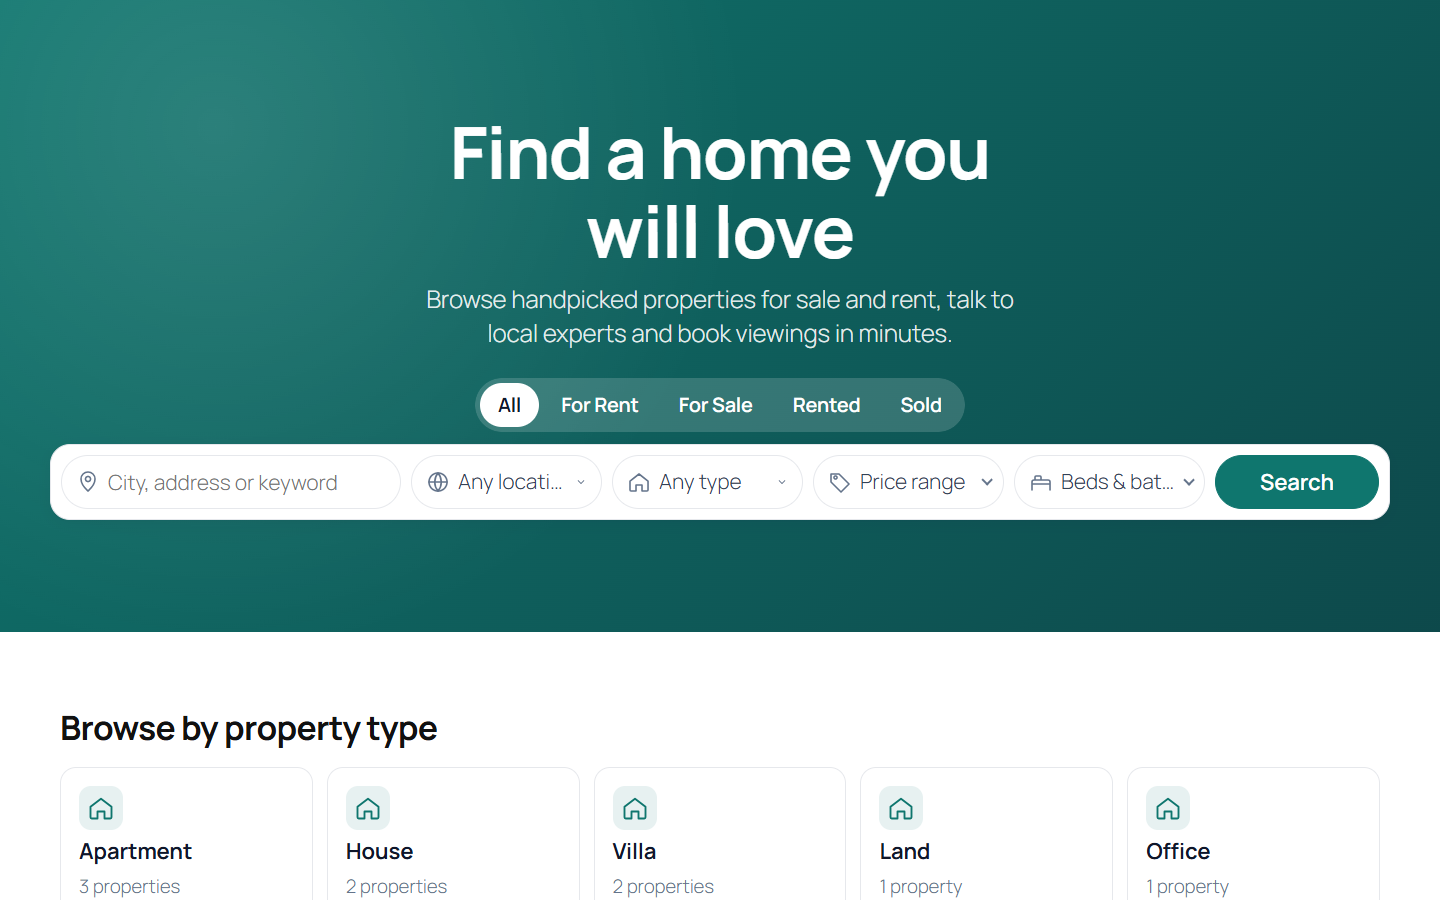 Find a home you
will love
Browse handpicked properties for sale and rent, talk to
local experts and book viewings in minutes.
All For Rent For Sale Rented Sold
City, address or keyword Any locati... Any type Price range Beds & bat... Search
Browse by property type
Apartment House Villa Land Office
3 properties 2 properties 2 properties 1 property 1 property